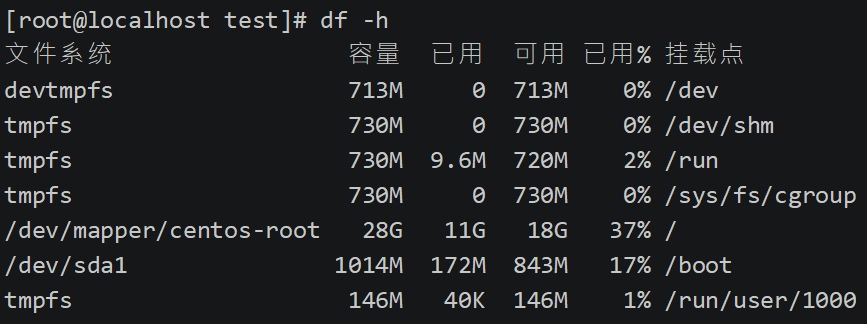 [root@localhost test]# df -h
文件系统 容量 已用 可用 已用% 挂载点
devtmpfs 713M 0 713M 0% /dev
tmpfs 730M 0 730M 0% /dev/shm
tmpfs 730M 9.6M 720M 2% /run
tmpfs 730M 0 730M 0% /sys/fs/cgroup
/dev/mapper/centos-root 28G 11G 18G 37% /
/dev/sda1 1014M 172M 843M 17% /boot
tmpfs 146M 40K 146M 1% /run/user/1000